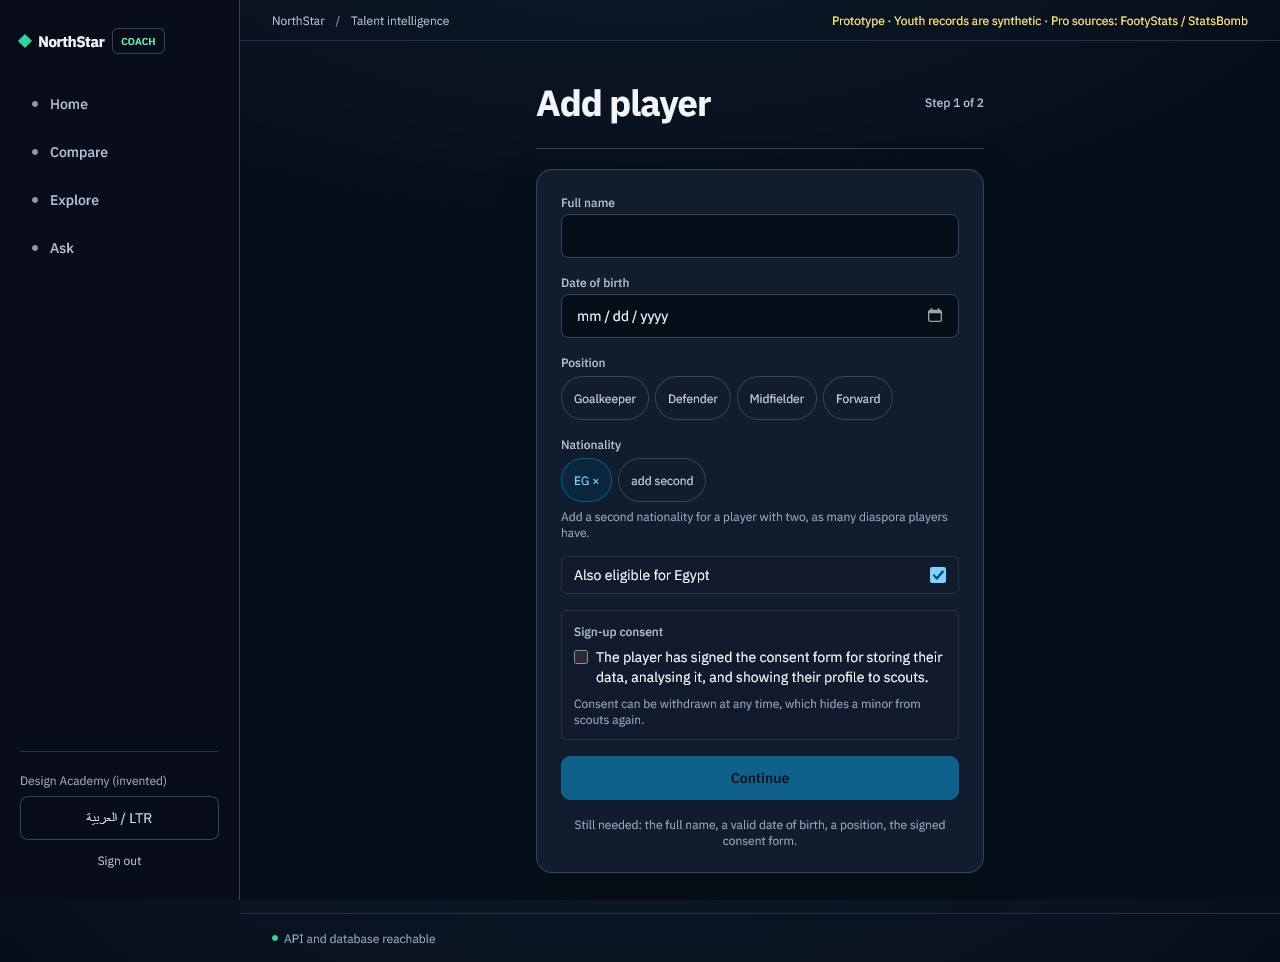 NorthStar COACH
Home
Compare
Explore
Ask
Design Academy (invented)
العربية / LTR
Sign out
NorthStar / Talent intelligence
Prototype · Youth records are synthetic · Pro sources: FootyStats / StatsBomb
Add player
Step 1 of 2
Full name
Date of birth
mm / dd / yyyy
Position
Goalkeeper
Defender
Midfielder
Forward
Nationality
EG ×
add second
Add a second nationality for a player with two, as many diaspora players
have.
Also eligible for Egypt
Sign-up consent
The player has signed the consent form for storing their
data, analysing it, and showing their profile to scouts.
Consent can be withdrawn at any time, which hides a minor from
scouts again.
Continue
Still needed: the full name, a valid date of birth, a position, the signed
consent form.
API and database reachable